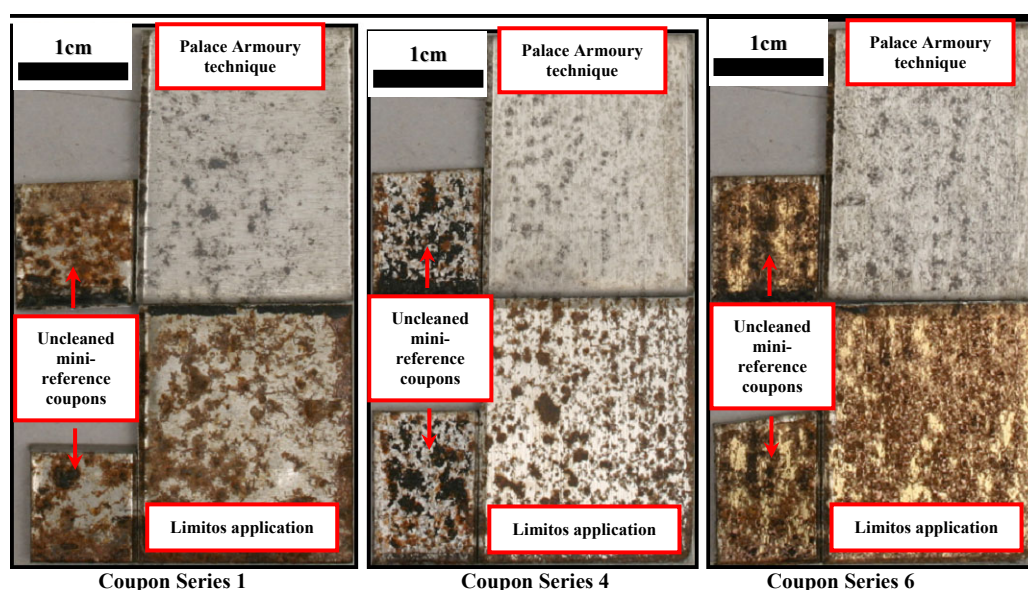 1cm
Palace Armoury
technique
Uncleaned
mini-
reference
coupons
Limitos application
Coupon Series 1
1cm
Palace Armoury
technique
Uncleaned
mini-
reference
coupons
Limitos application
Coupon Series 4
1cm
Palace Armoury
technique
Uncleaned
mini-
reference
coupons
Limitos application
Coupon Series 6